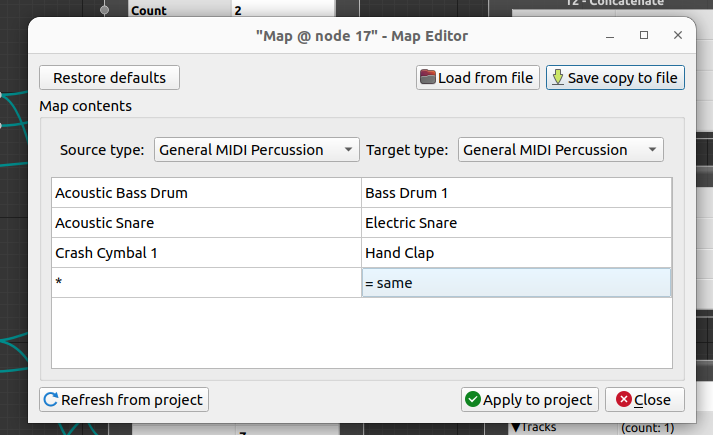 Count 2
12 - Concatenate
"Map @ node 17" - Map Editor
Restore defaults Load from file Save copy to file
Map contents
Source type: General MIDI Percussion Target type: General MIDI Percussion
Acoustic Bass Drum Bass Drum 1
Acoustic Snare Electric Snare
Crash Cymbal 1 Hand Clap
* = same
Refresh from project Apply to project Close
Tracks (count: 1)